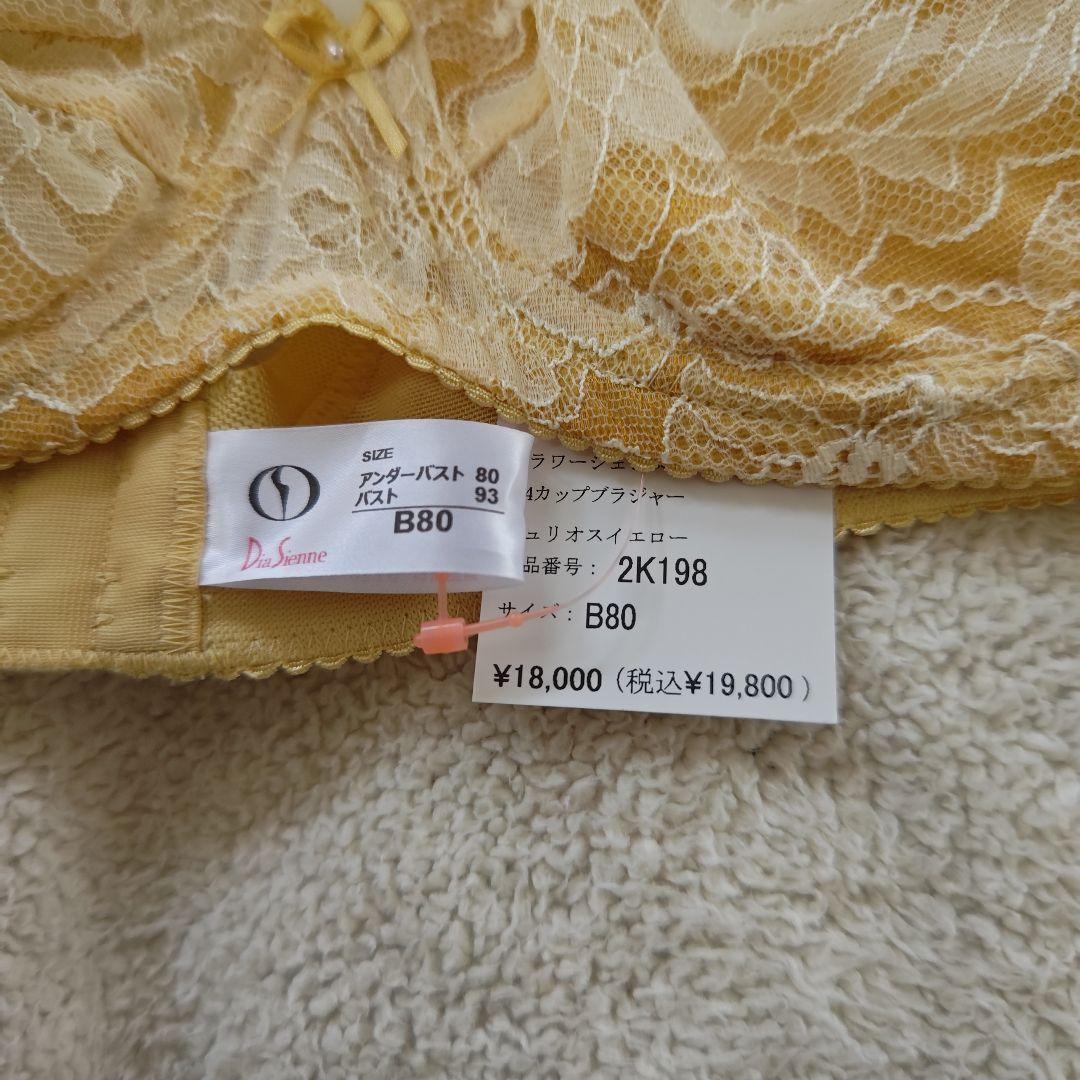 SIZE
アンダーバスト 80
バスト 93
B80
Dia Sienne
ラワーシェ
4カップブラジャー
ュリオスイエロー
品番号： 2K198
サイズ： B80
¥18,000（税込¥19,800）